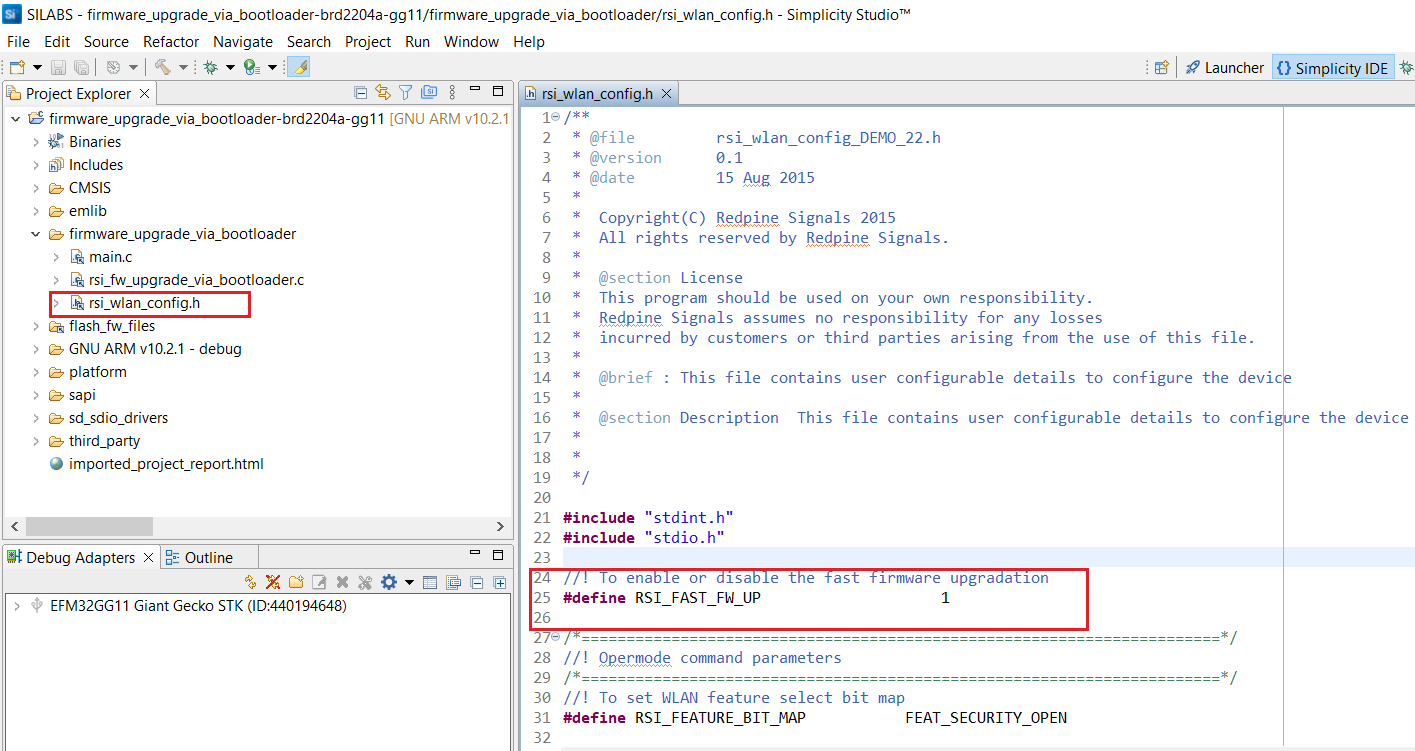 SILABS - firmware_upgrade_via_bootloader-brd2204a-gg11/firmware_upgrade_via_bootloader/rsi_wlan_config.h - Simplicity Studio™
File Edit Source Refactor Navigate Search Project Run Window Help
Launcher {} Simplicity IDE
Project Explorer
firmware_upgrade_via_bootloader-brd2204a-gg11 [GNU ARM v10.2.1
Binaries
Includes
CMSIS
emlib
firmware_upgrade_via_bootloader
main.c
rsi_fw_upgrade_via_bootloader.c
rsi_wlan_config.h
flash_fw_files
GNU ARM v10.2.1 - debug
platform
sapi
sd_sdio_drivers
third_party
imported_project_report.html
Debug Adapters Outline
EFM32GG11 Giant Gecko STK (ID:440194648)
rsi_wlan_config.h
1 /**
2 * @file rsi_wlan_config_DEMO_22.h
3 * @version 0.1
4 * @date 15 Aug 2015
5 *
6 * Copyright(C) Redpine Signals 2015
7 * All rights reserved by Redpine Signals.
8 *
9 * @section License
10 * This program should be used on your own responsibility.
11 * Redpine Signals assumes no responsibility for any losses
12 * incurred by customers or third parties arising from the use of this file.
13 *
14 * @brief : This file contains user configurable details to configure the device
15 *
16 * @section Description This file contains user configurable details to configure the device
17 *
18 *
19 */
20
21 #include "stdint.h"
22 #include "stdio.h"
23
24 //! To enable or disable the fast firmware upgradation
25 #define RSI_FAST_FW_UP 1
26
27 /*=======================================================================*/
28 //! Opermode command parameters
29 /*=======================================================================*/
30 //! To set WLAN feature select bit map
31 #define RSI_FEATURE_BIT_MAP FEAT_SECURITY_OPEN
32